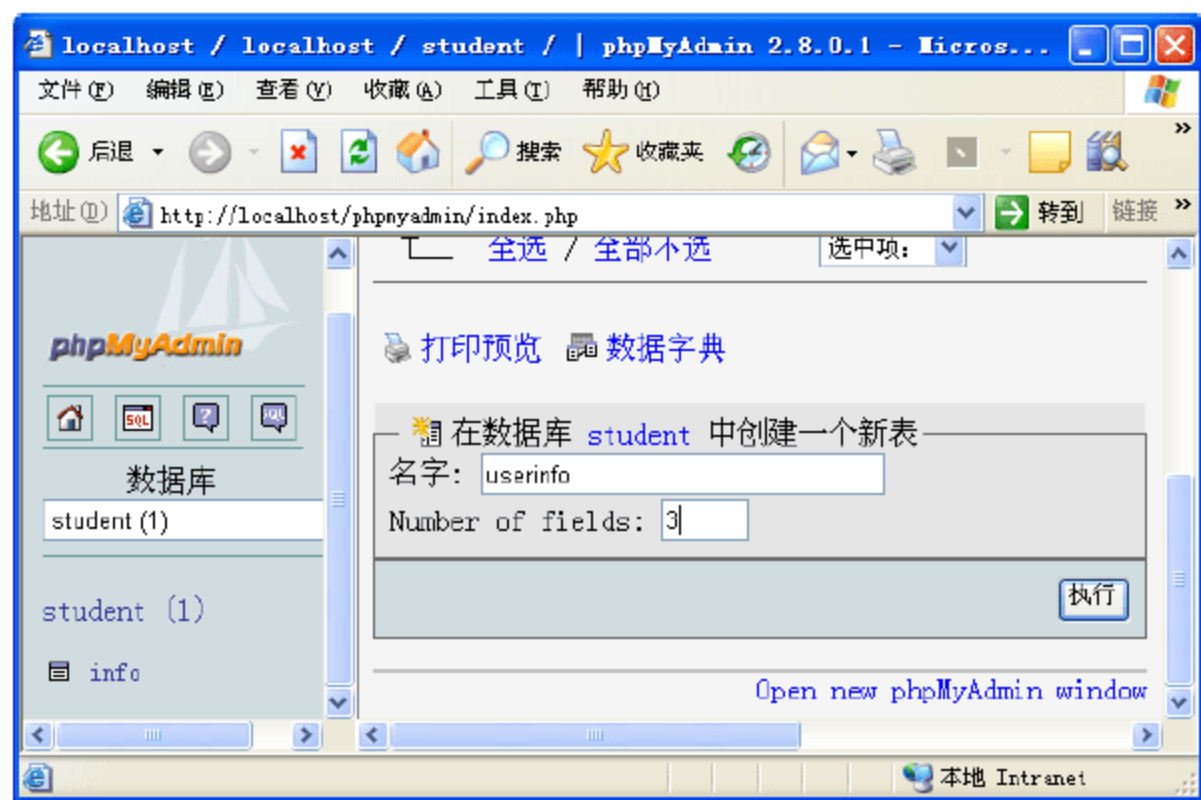 localhost / localhost / student / | phpMyAdmin 2.8.0.1 - Micros...
文件(F) 编辑(E) 查看(V) 收藏(A) 工具(T) 帮助(H)
后退 搜索 收藏夹 »
地址(D) http://localhost/phpmyadmin/index.php 转到 链接 »
全选 / 全部不选 选中项:
phpMyAdmin
打印预览 数据字典
SQL ? SQL
在数据库 student 中创建一个新表
数据库
名字: userinfo
student (1)
Number of fields: 3
执行
student (1)
info
Open new phpMyAdmin window
本地 Intranet